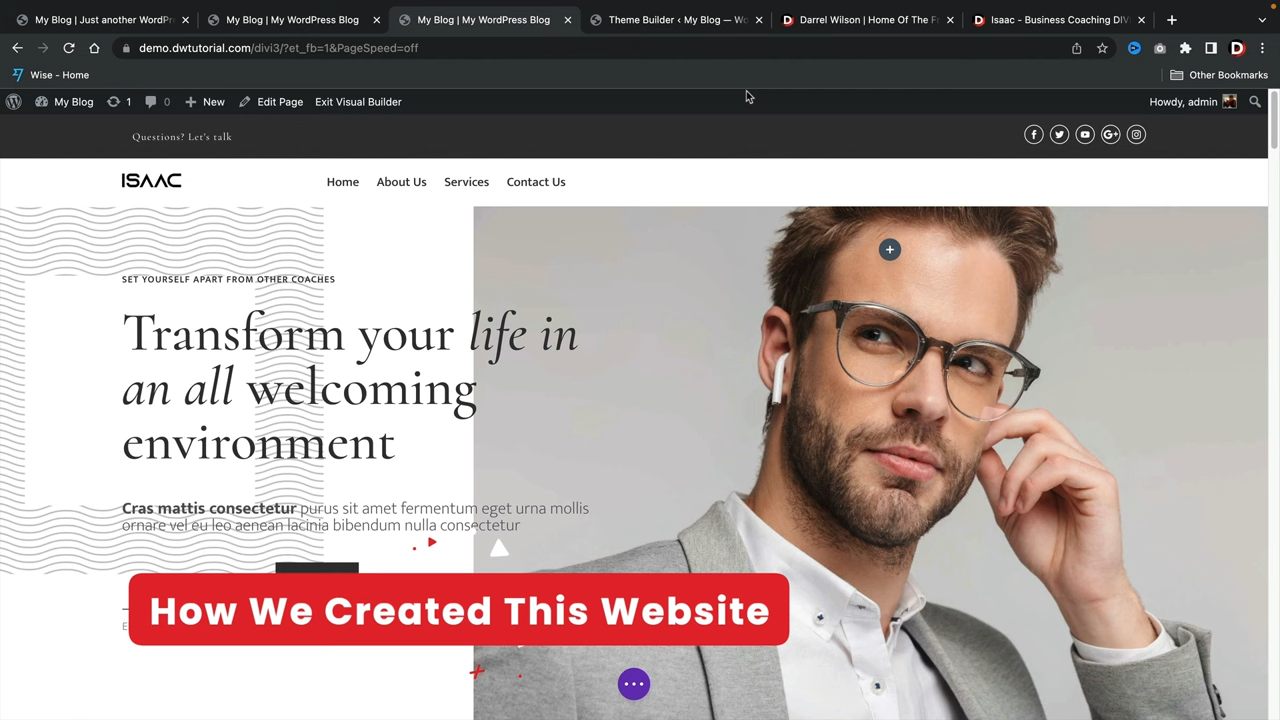 My Blog | Just another WordPr
My Blog | My WordPress Blog
My Blog | My WordPress Blog
Theme Builder ‹ My Blog — Wo
Darrel Wilson | Home Of The F
Isaac - Business Coaching DIVI
demo.dwtutorial.com/divi3/?et_fb=1&PageSpeed=off
Wise - Home
Other Bookmarks
My Blog
1
0
New
Edit Page
Exit Visual Builder
Howdy, admin
Questions? Let's talk
ISAAC
Home
About Us
Services
Contact Us
SET YOURSELF APART FROM OTHER COACHES
Transform your life in
an all welcoming
environment
Cras mattis consectetur purus sit amet fermentum eget urna mollis
ornare vel eu leo aenean lacinia bibendum nulla consectetur
How We Created This Website